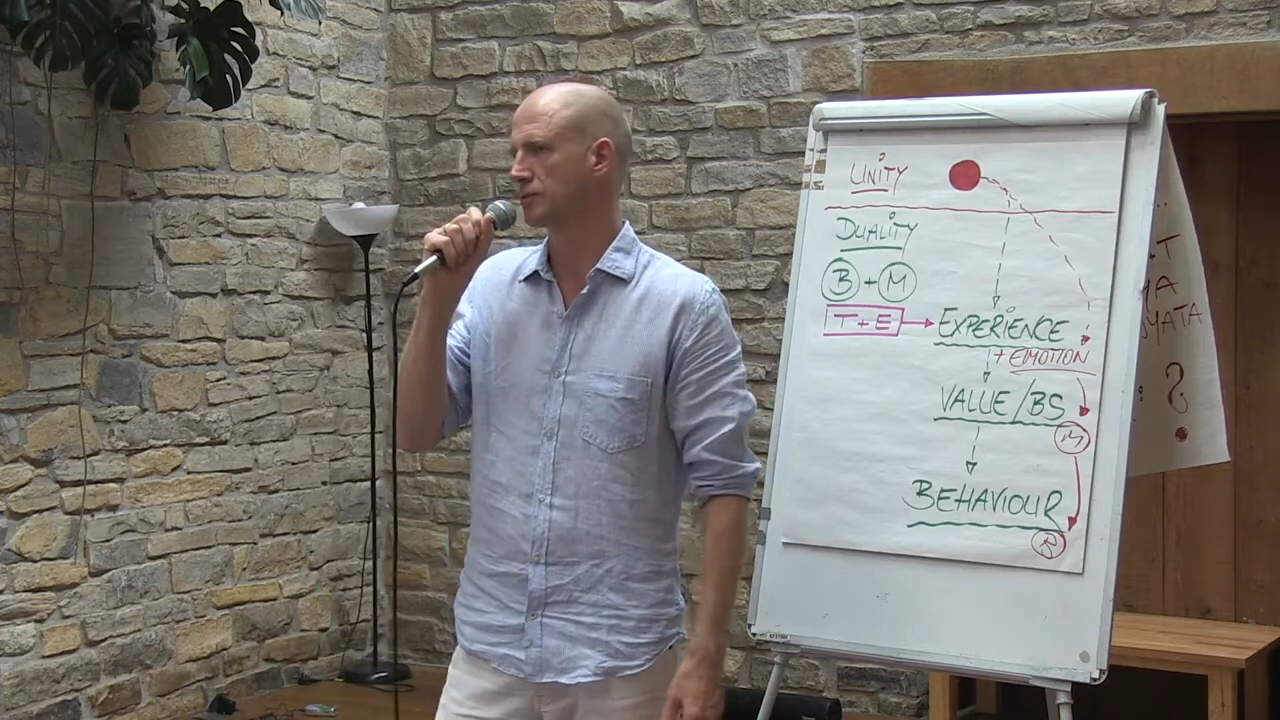 UNITY
DUALITY
B + M
T + E
EXPERIENCE
+ EMOTION
VALUE/BS
M
BEHAVIOUR
R
T
YATA
?